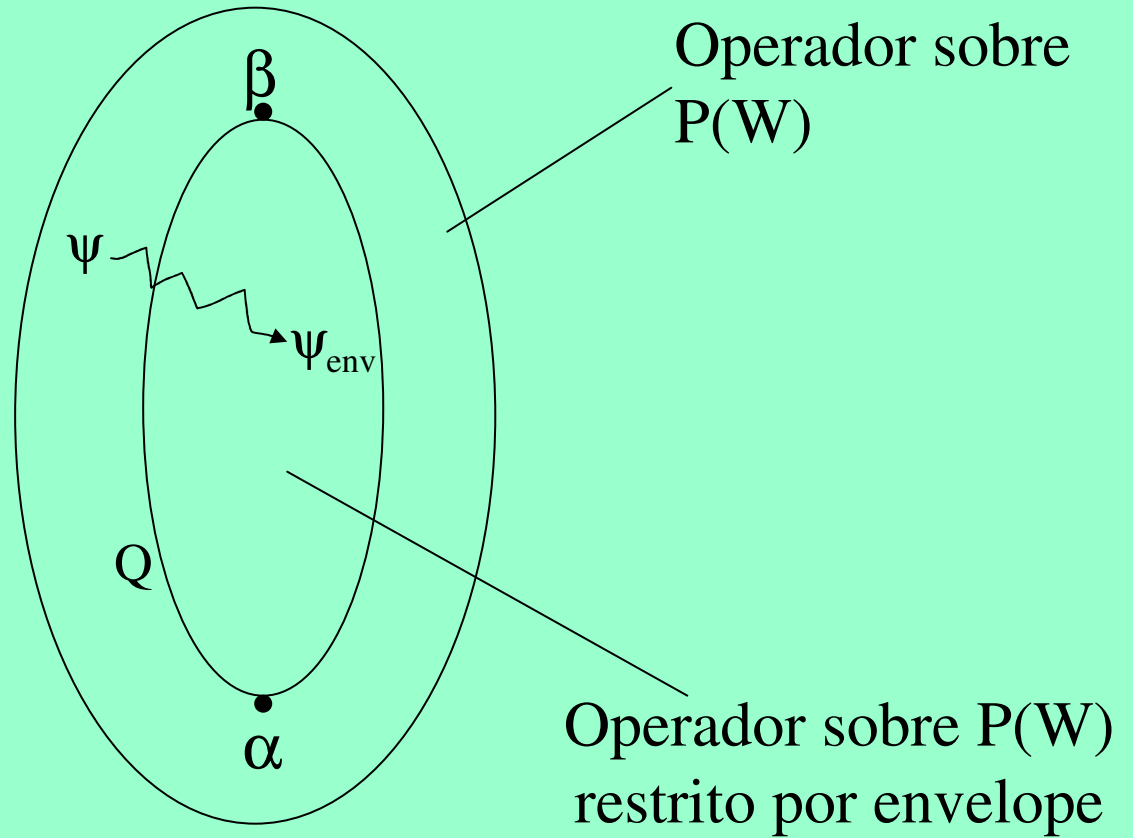 Operador sobre
P(W)
β
ψ
ψenv
Q
α
Operador sobre P(W)
restrito por envelope